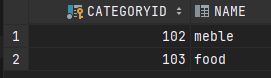 CATEGORYID NAME
1 102 meble
2 103 food